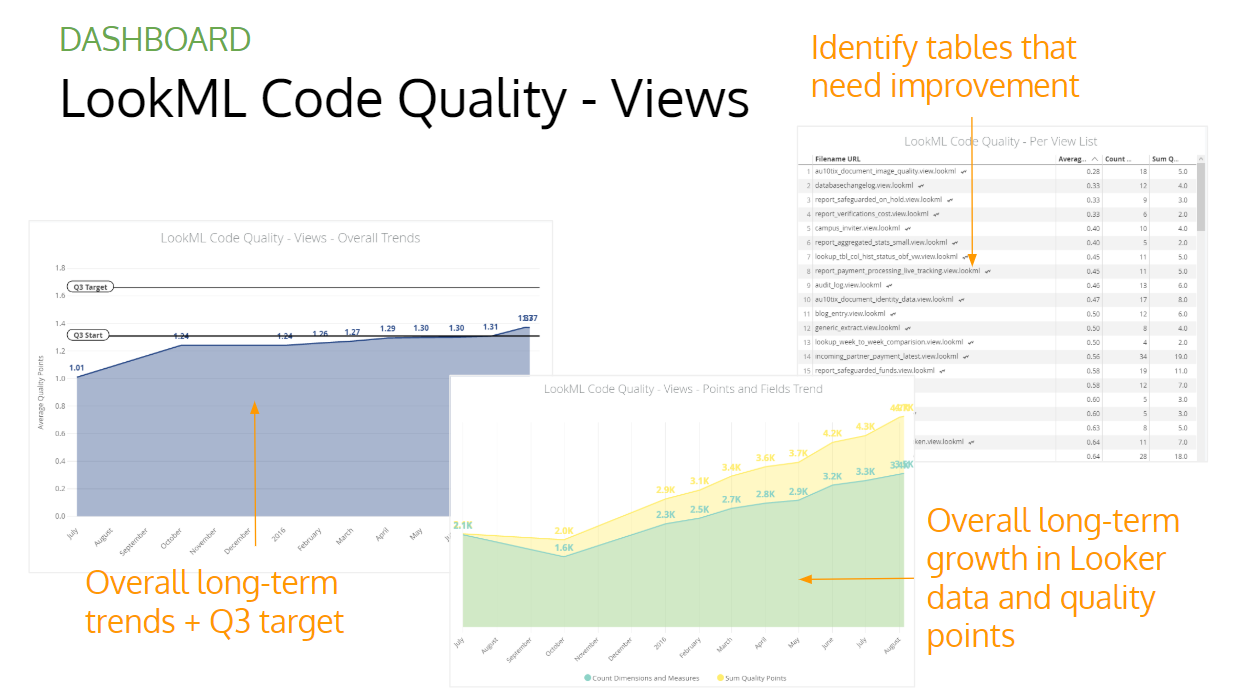 DASHBOARD
LookML Code Quality - Views
Identify tables that
need improvement
LookML Code Quality - Per View List
Filename URL Averag.. Count .. Sum Q..
1 au10tix_document_image_quality.view.lookml 0.28 18 5.0
2 databasechangelog.view.lookml 0.33 12 4.0
3 report_safeguarded_on_hold.view.lookml 0.33 9 3.0
4 report_verifications_cost.view.lookml 0.33 6 2.0
5 campus_inviter.view.lookml 0.40 10 4.0
6 report_aggregated_stats_small.view.lookml 0.40 5 2.0
7 lookup_tbl_col_hist_status_obf_vw.view.lookml 0.45 11 5.0
8 report_payment_processing_live_tracking.view.lookml 0.45 11 5.0
9 audit_log.view.lookml 0.46 13 6.0
10 au10tix_document_identity_data.view.lookml 0.47 17 8.0
11 blog_entry.view.lookml 0.50 12 6.0
12 generic_extract.view.lookml 0.50 8 4.0
13 lookup_week_to_week_comparision.view.lookml 0.50 4 2.0
14 incoming_partner_payment_latest.view.lookml 0.56 34 19.0
15 report_safeguarded_funds.view.lookml 0.58 19 11.0
0.58 12 7.0
0.60 5 3.0
0.60 5 3.0
0.63 8 5.0
ken.view.lookml 0.64 11 7.0
0.64 28 18.0
LookML Code Quality - Views - Overall Trends
Average Quality Points
1.8
Q3 Target
1.6
1.4
Q3 Start
1.2
1.0
0.8
0.6
0.4
0.2
0.0
1.01 1.24 1.24 1.26 1.27 1.29 1.30 1.30 1.31 1.37
July August September October November December 2016 February March April May
Overall long-term
trends + Q3 target
LookML Code Quality - Views - Points and Fields Trend
2.1K 2.0K 2.9K 3.1K 3.4K 3.6K 3.7K 4.2K 4.3K
1.6K 2.3K 2.5K 2.7K 2.8K 2.9K 3.2K 3.3K
July August September October November December 2016 February March April May June July August
Count Dimensions and Measures Sum Quality Points
Overall long-term
growth in Looker
data and quality
points